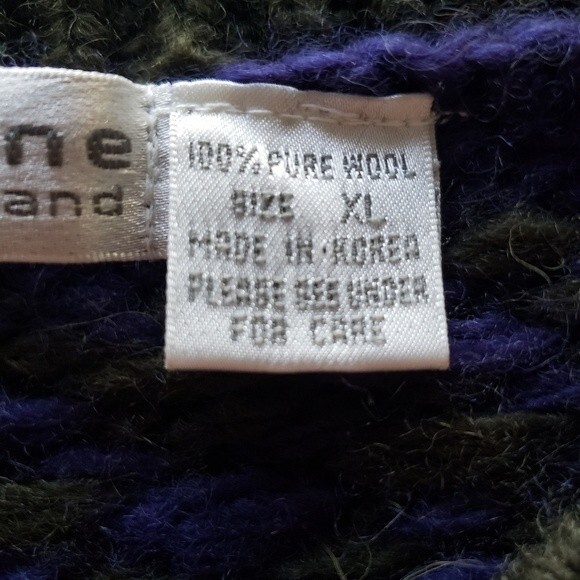 ne
and
100% PURE WOOL
SIZE XL
MADE IN KOREA
PLEASE SEE UNDER
FOR CARE